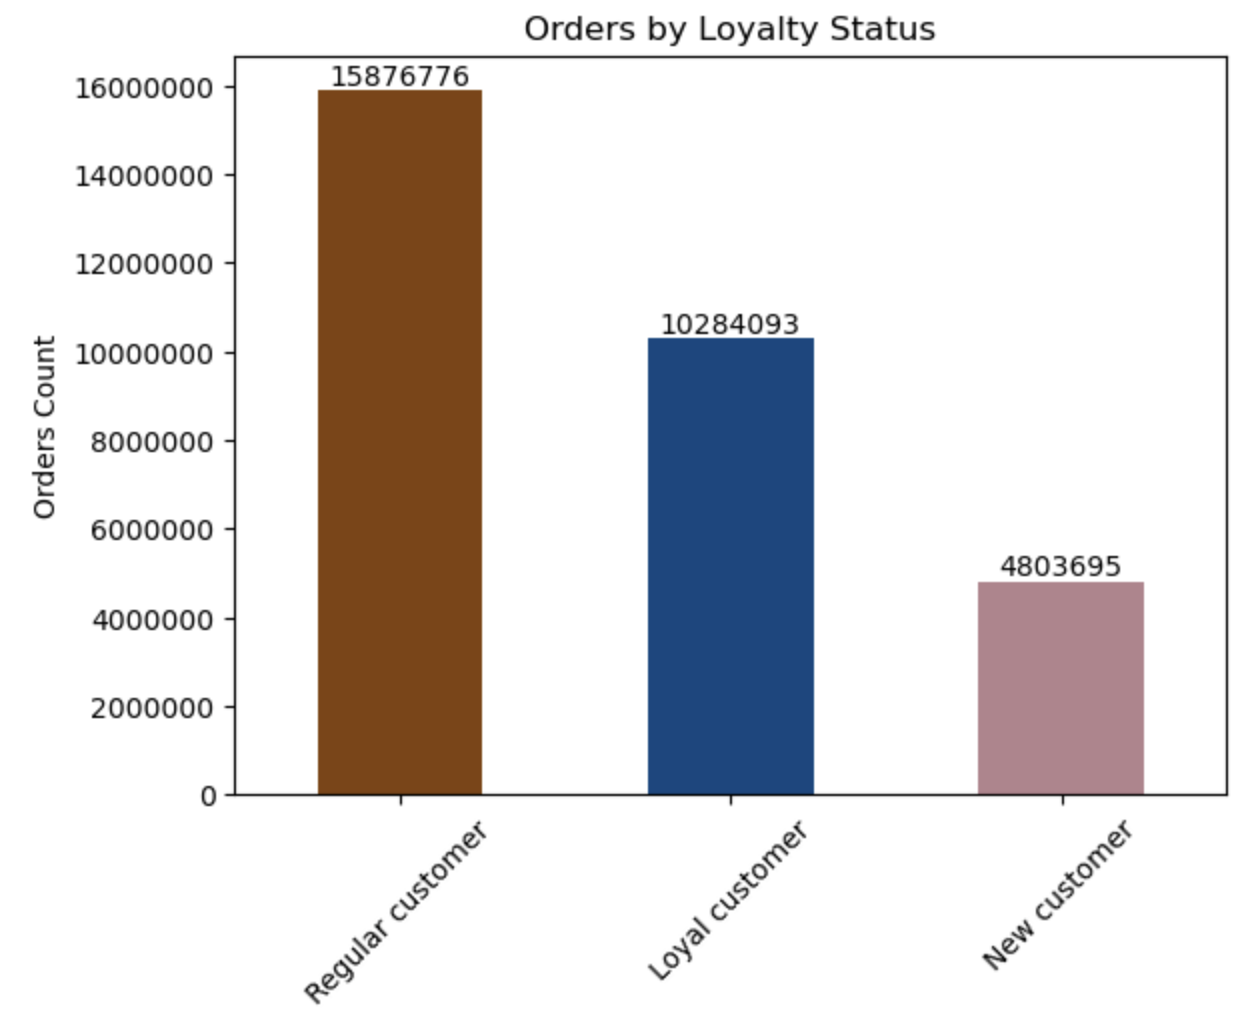 Orders by Loyalty Status
15876776
10284093
4803695
16000000
14000000
12000000
10000000
8000000
6000000
4000000
2000000
0
Orders Count
Regular customer
Loyal customer
New customer